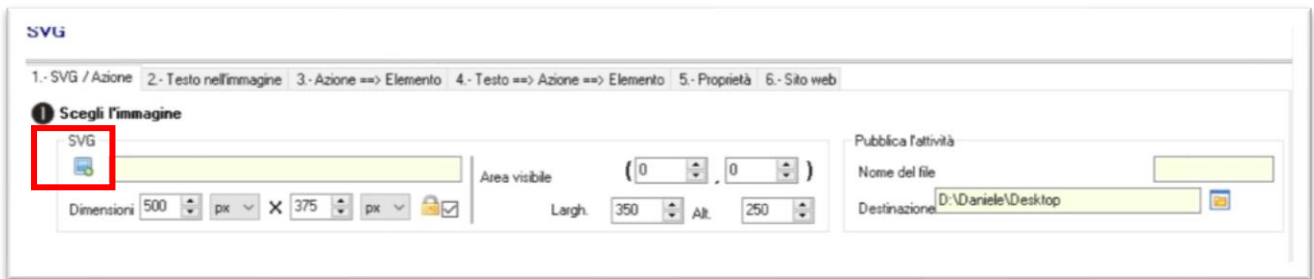 SVG
1.- SVG / Azione 2.- Testo nell'immagine 3.- Azione ==> Elemento 4.- Testo ==> Azione ==> Elemento 5.- Proprietà 6.- Sito web
1 Scegli l'immagine
SVG
Pubblica l'attività
Area visibile ( 0 , 0 )
Nome del file
Dimensioni 500 px X 375 px
Largh. 350 Alt. 250
Destinazione D:\Daniele\Desktop